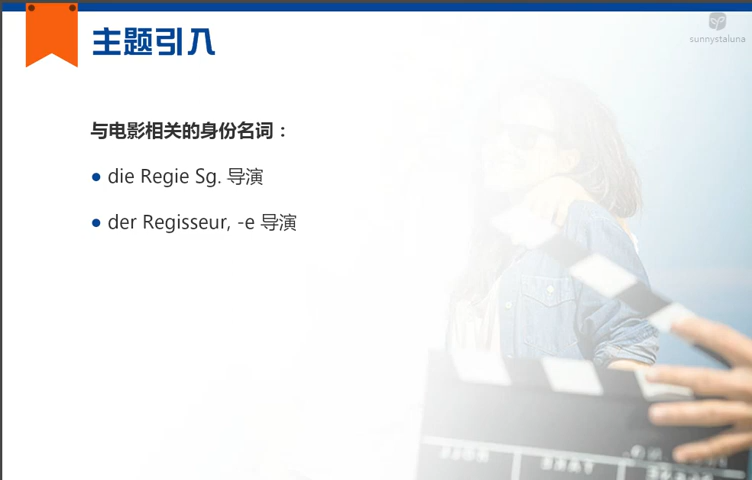 主题引入
sunnystaluna
与电影相关的身份名词：
die Regie Sg. 导演
der Regisseur, -e 导演